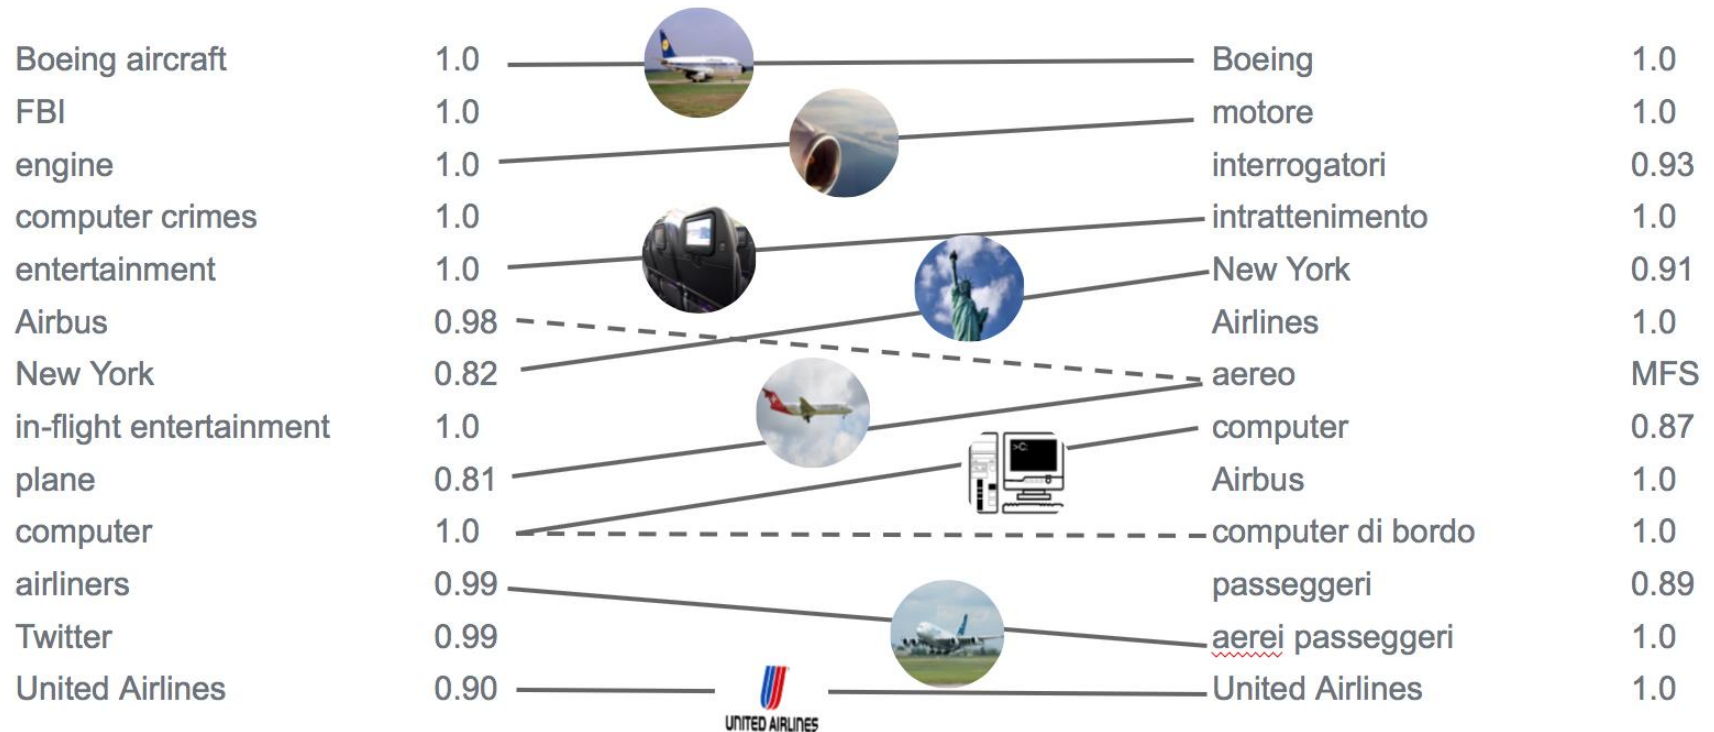 Boeing aircraft 1.0 Boeing 1.0
FBI 1.0 motore 1.0
engine 1.0 interrogatori 0.93
computer crimes 1.0 intrattenimento 1.0
entertainment 1.0 New York 0.91
Airbus 0.98 Airlines 1.0
New York 0.82 aereo MFS
in-flight entertainment 1.0 computer 0.87
plane 0.81 Airbus 1.0
>C:
computer 1.0 computer di bordo 1.0
airliners 0.99 passeggeri 0.89
Twitter 0.99 aerei passeggeri 1.0
United Airlines 0.90 United Airlines 1.0
UNITED AIRLINES